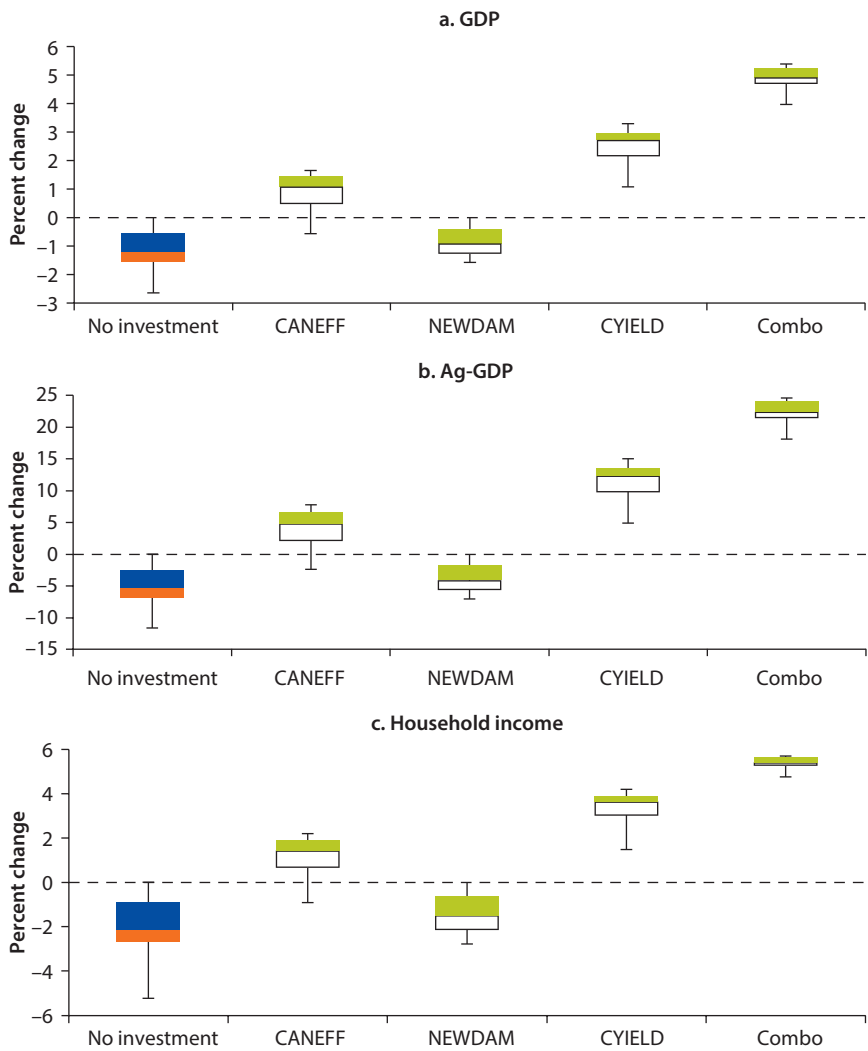 a. GDP
Percent change
6
5
4
3
2
1
0
–1
–2
–3
No investment CANEFF NEWDAM CYIELD Combo
b. Ag-GDP
Percent change
25
20
15
10
5
0
–5
–10
–15
No investment CANEFF NEWDAM CYIELD Combo
c. Household income
Percent change
6
4
2
0
–2
–4
–6
No investment CANEFF NEWDAM CYIELD Combo